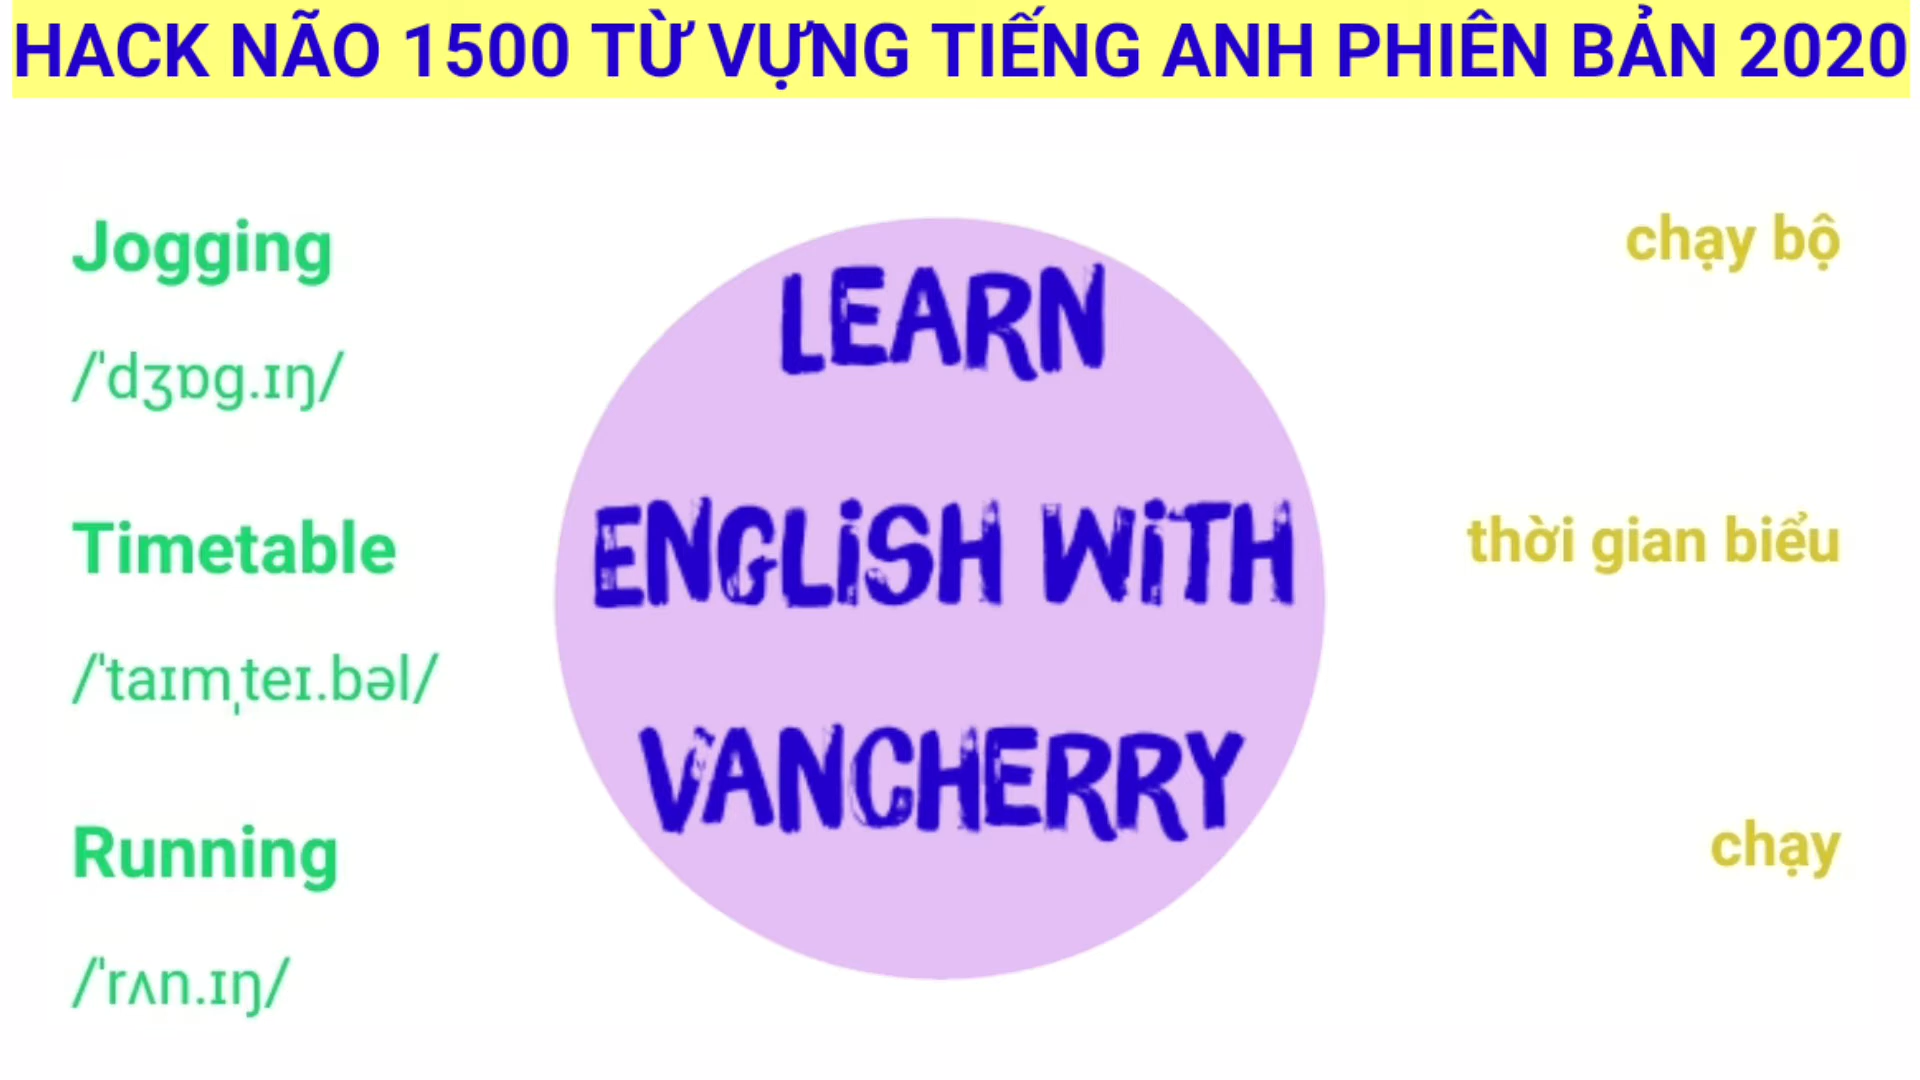 HACK NÃO 1500 TỪ VỰNG TIẾNG ANH PHIÊN BẢN 2020
Jogging
/ˈdʒɒɡ.ɪŋ/
Timetable
/ˈtaɪmˌteɪ.bəl/
Running
/ˈrʌn.ɪŋ/
LEARN
ENGLiSH WiTH
VANCHERRY
chạy bộ
thời gian biểu
chạy